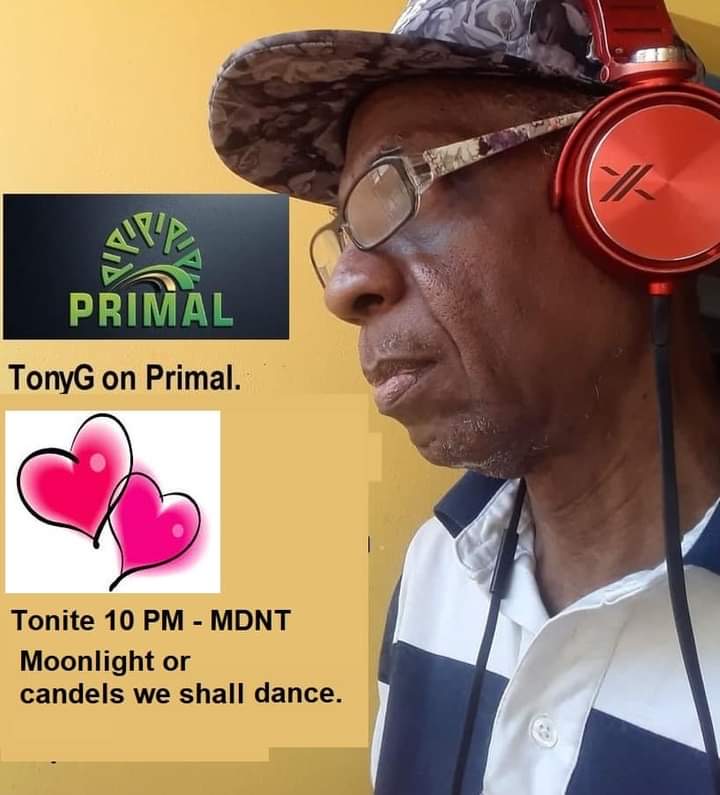 PRIMAL
TonyG on Primal.
Tonite 10 PM - MDNT
Moonlight or
candels we shall dance.